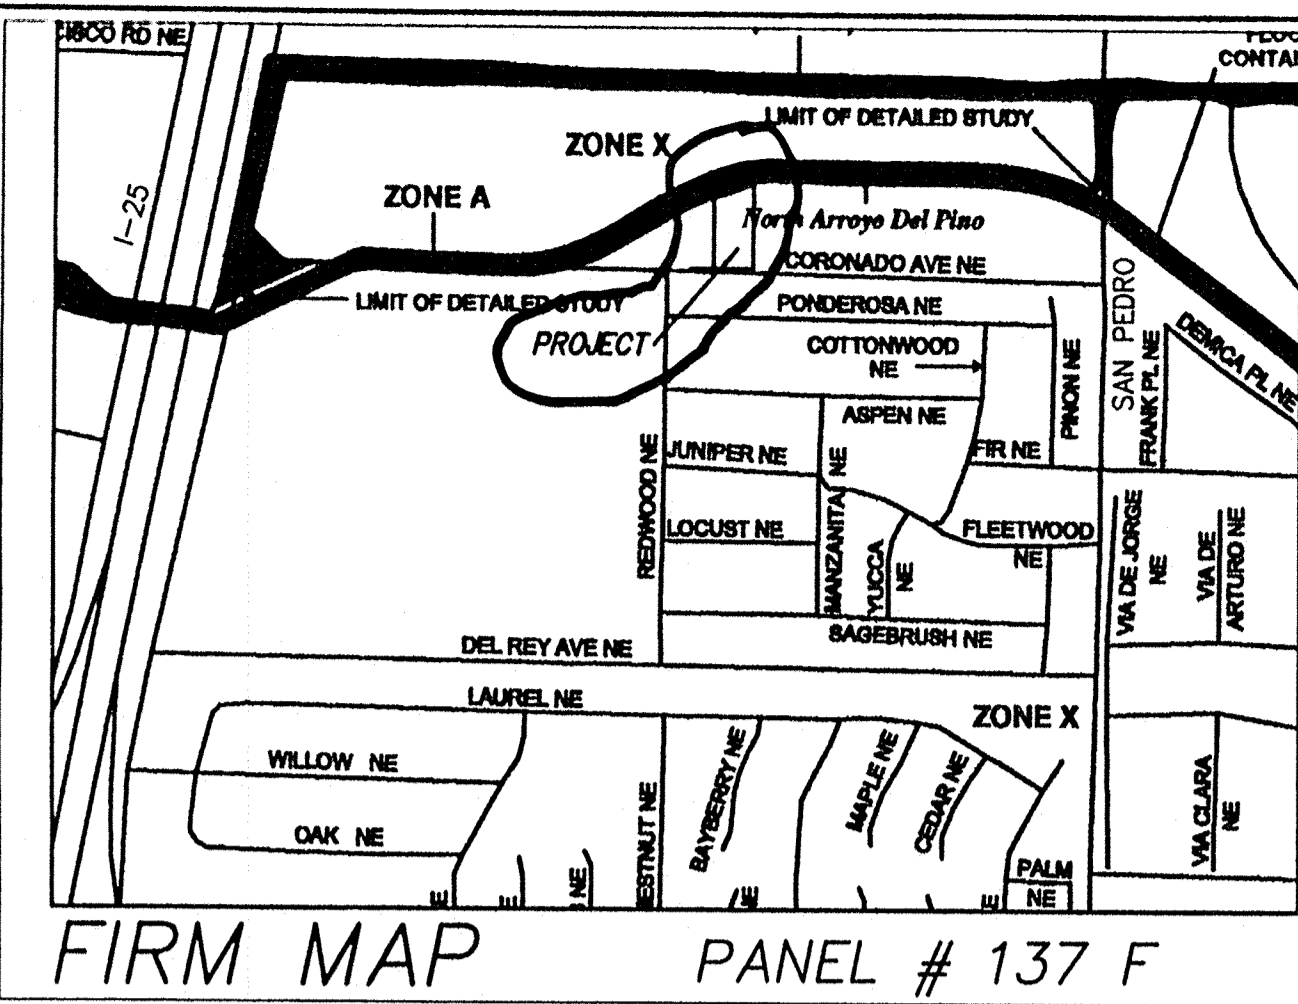 CISCO RD NE
CONTAI
LIMIT OF DETAILED STUDY
ZONE X
ZONE A
I-25
North Arroyo Del Pino
CORONADO AVE NE
LIMIT OF DETAILED STUDY
PONDEROSA NE
PROJECT
COTTONWOOD
NE
SAN PEDRO
DEMICA PL NE
PINON NE
FRANK PL NE
ASPEN NE
JUNIPER NE
FIR NE
REDWOOD NE
MANZANITA NE
LOCUST NE
FLEETWOOD
NE
YUCCA
NE
VIA DE JORGE
NE
VIA DE
ARTURO NE
SAGEBRUSH NE
DEL REY AVE NE
LAUREL NE
ZONE X
WILLOW NE
BAYBERRY NE
MAPLE NE
CEDAR NE
OAK NE
ESTNUT NE
VIA CLARA
NE
PALM
NE
E
E
S NE
NE
E
FIRM MAP
PANEL # 137 F